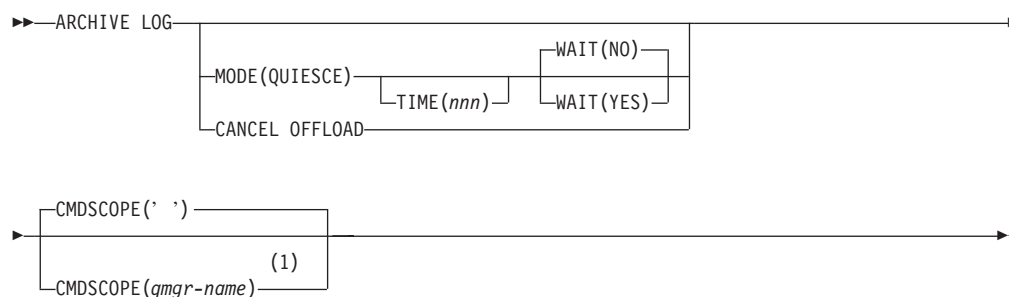 ARCHIVE LOG
WAIT(NO)
MODE(QUIESCE)
TIME(nnn)
WAIT(YES)
CANCEL OFFLOAD
CMDSCOPE(’ ’)
(1)
CMDSCOPE(qmgr-name)